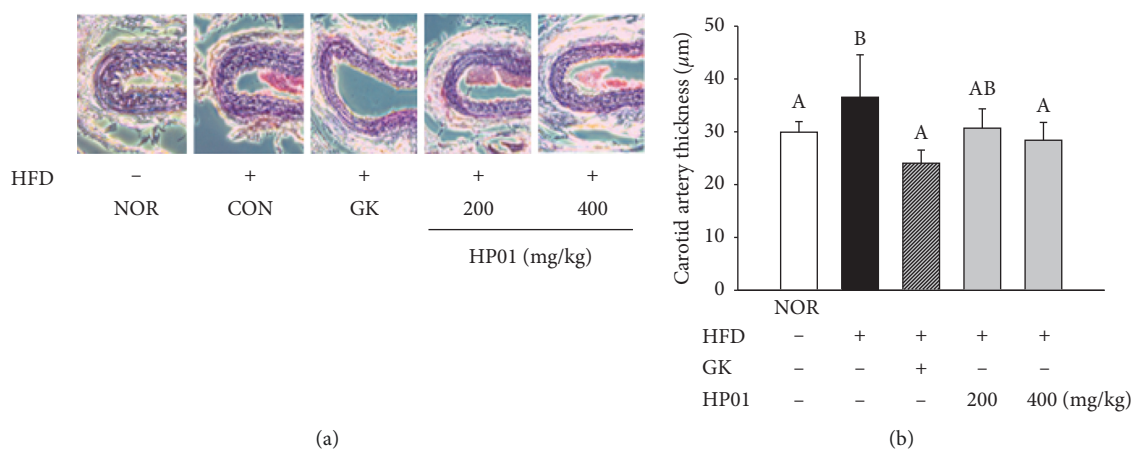 HFD – + + + +
NOR CON GK 200 400
HP01 (mg/kg)
(a)
Carotid artery thickness (μm)
50
40
30
20
10
0
A
B
A
AB
A
NOR
HFD – + + + +
GK – – + – –
HP01 – – – 200 400 (mg/kg)
(b)